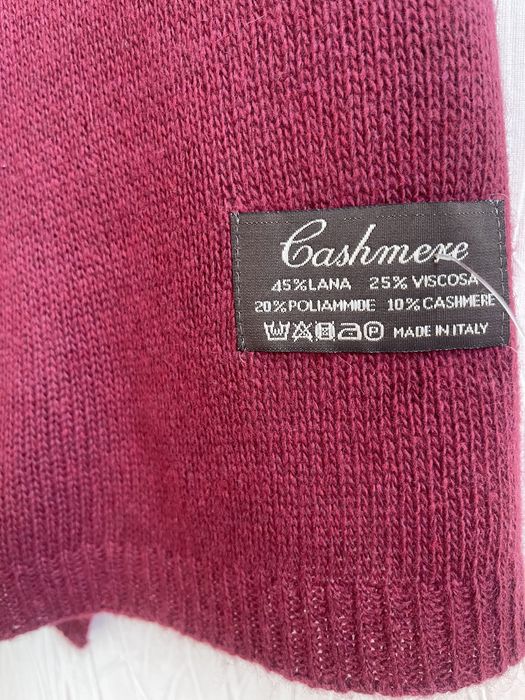 Cashmere
45%LANA 25% VISCOSA
20%POLIAMMIDE 10%CASHMERE
MADE IN ITALY